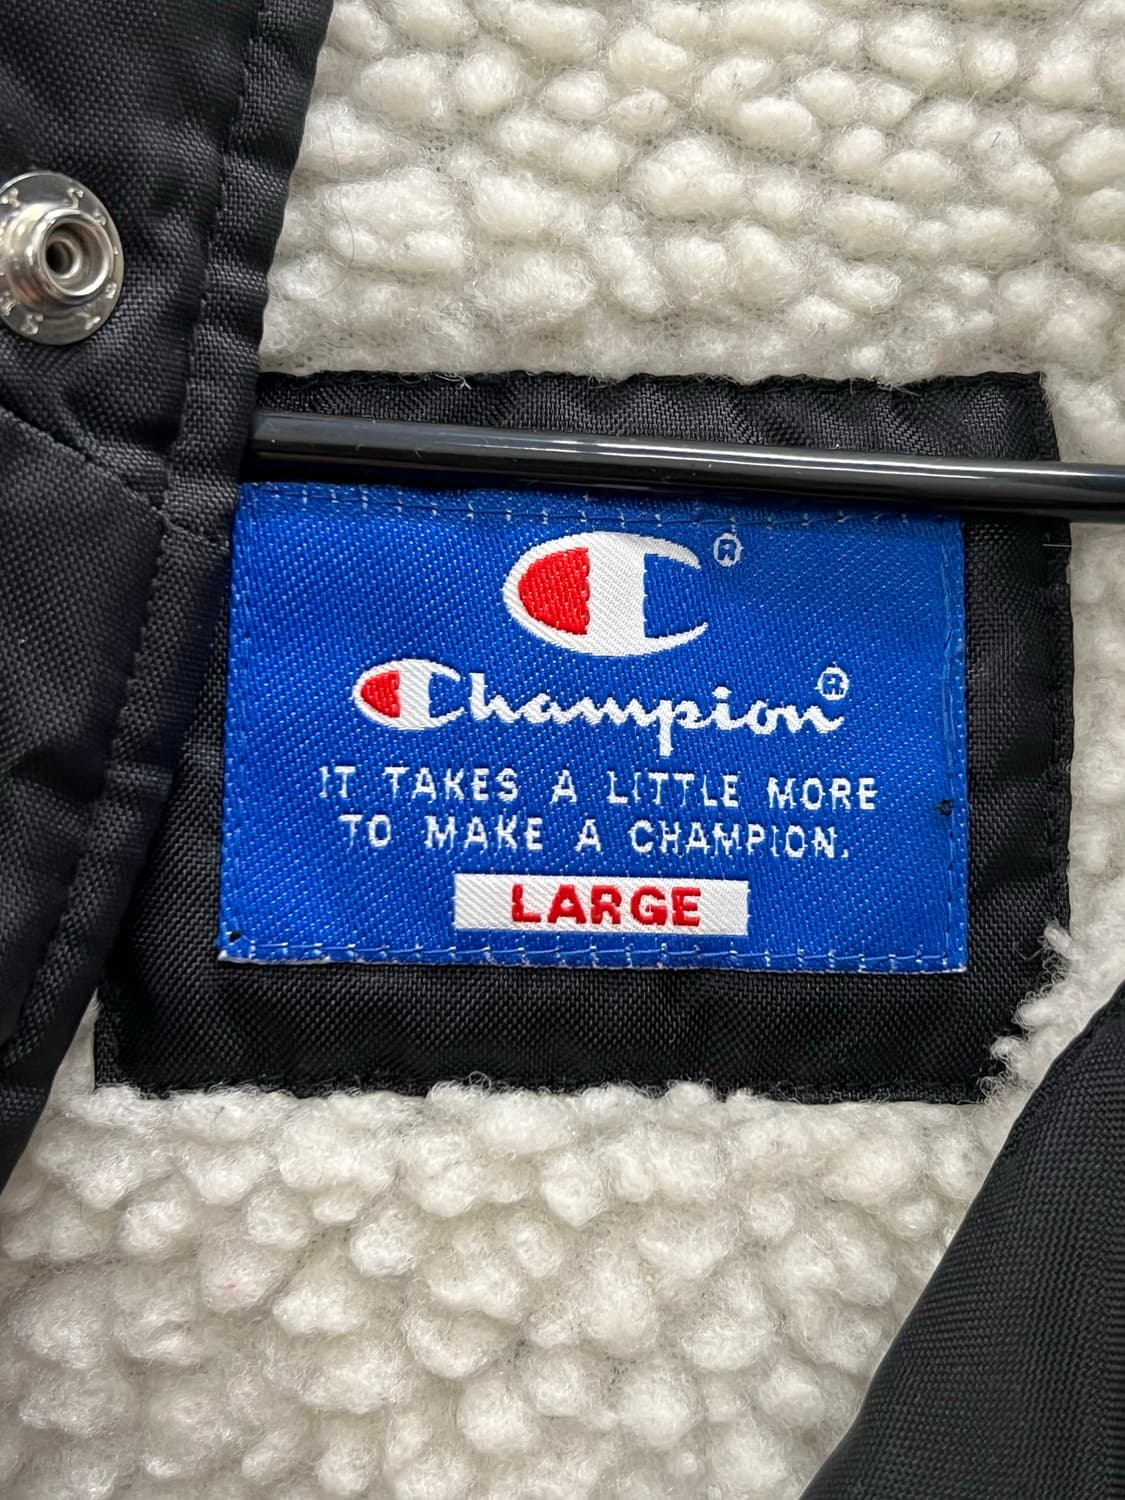 C®
Champion®
IT TAKES A LITTLE MORE
TO MAKE A CHAMPION.
LARGE